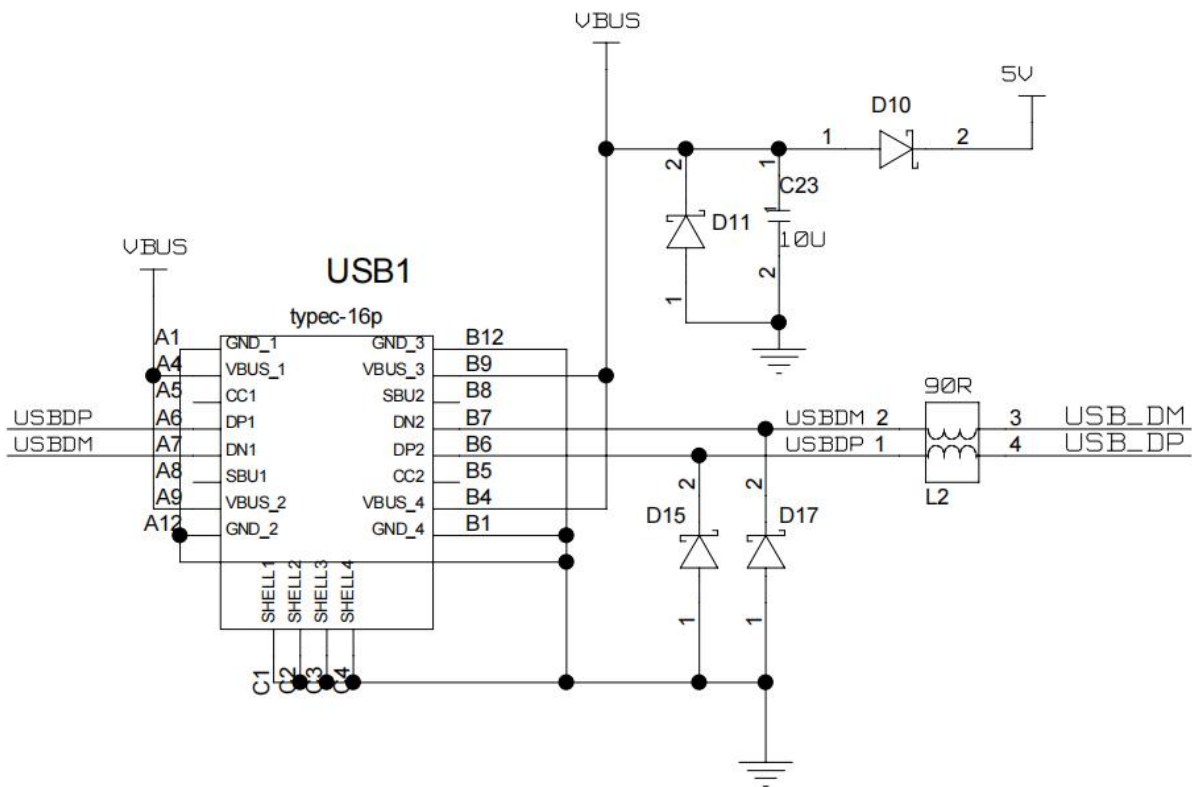 VBUS
5V
D10
1 2
2 1
C23
1
D11
10U
2
1
VBUS
USB1
typec-16p
A1 GND_1 GND_3 B12
A4 VBUS_1 VBUS_3 B9
A5 CC1 SBU2 B8
90R
USBDP A6 DP1 DN2 B7 USBDM 2 3 USB_DM
USBDM A7 DN1 DP2 B6 USBDP 1 4 USB_DP
A8 SBU1 CC2 B5
A9 VBUS_2 VBUS_4 B4
L2
2 2
A12 GND_2 GND_4 B1
D15 D17
SHELL1 SHELL2 SHELL3 SHELL4
1 1
C1 C2 C3 C4